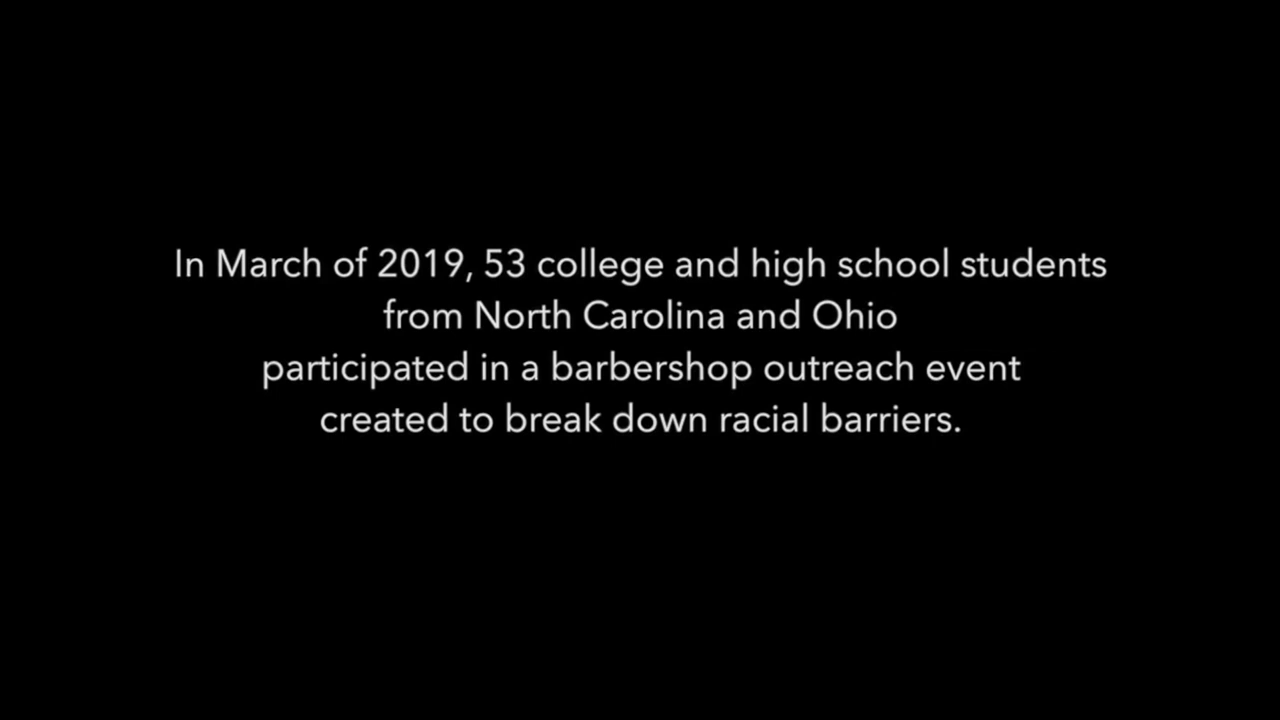 In March of 2019, 53 college and high school students
from North Carolina and Ohio
participated in a barbershop outreach event
created to break down racial barriers.